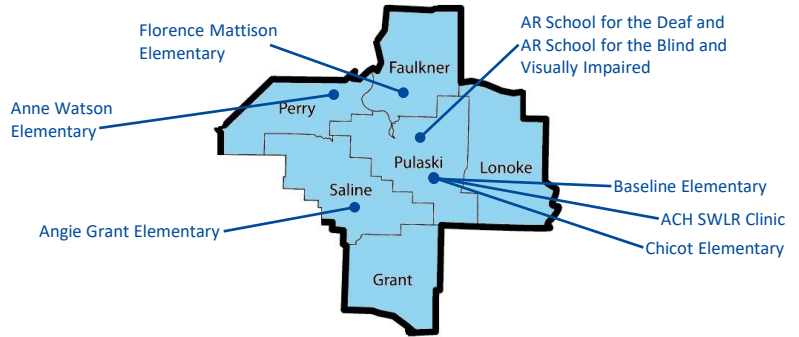 Florence Mattison
Elementary
AR School for the Deaf and
AR School for the Blind and
Visually Impaired
Faulkner
Anne Watson
Elementary
Perry
Pulaski
Lonoke
Saline
Baseline Elementary
ACH SWLR Clinic
Angie Grant Elementary
Chicot Elementary
Grant